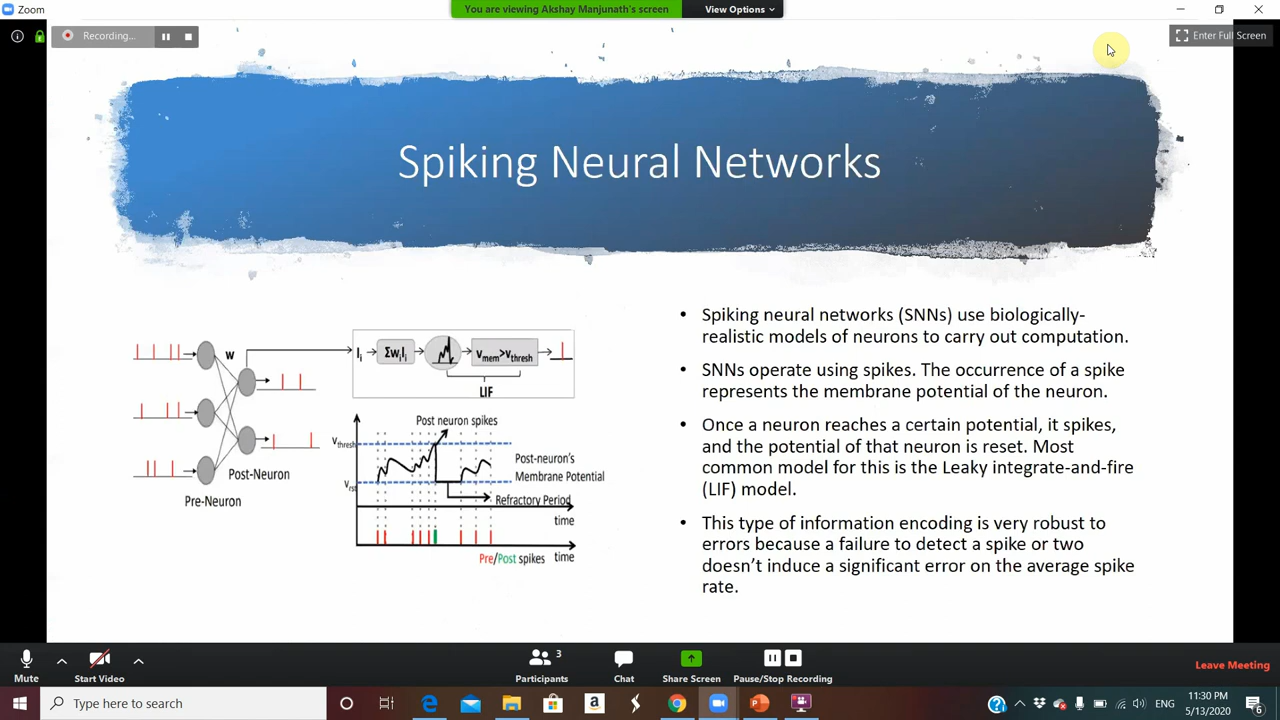 Zoom
You are viewing Akshay Manjunath's screen
View Options
Recording...
Enter Full Screen
Spiking Neural Networks
• Spiking neural networks (SNNs) use biologically-
realistic models of neurons to carry out computation.
• SNNs operate using spikes. The occurrence of a spike
represents the membrane potential of the neuron.
• Once a neuron reaches a certain potential, it spikes,
and the potential of that neuron is reset. Most
common model for this is the Leaky integrate-and-fire
(LIF) model.
• This type of information encoding is very robust to
errors because a failure to detect a spike or two
doesn't induce a significant error on the average spike
rate.
W
Post-Neuron
Pre-Neuron
Ii
ΣwiIi
vmem>vthresh
LIF
Post neuron spikes
vthresh
Post-neuron's
Membrane Potential
vrst
Refractory Period
time
Pre/Post spikes
time
Mute
Start Video
3
Participants
Chat
Share Screen
Pause/Stop Recording
Leave Meeting
Type here to search
ENG
11:30 PM
5/13/2020
6